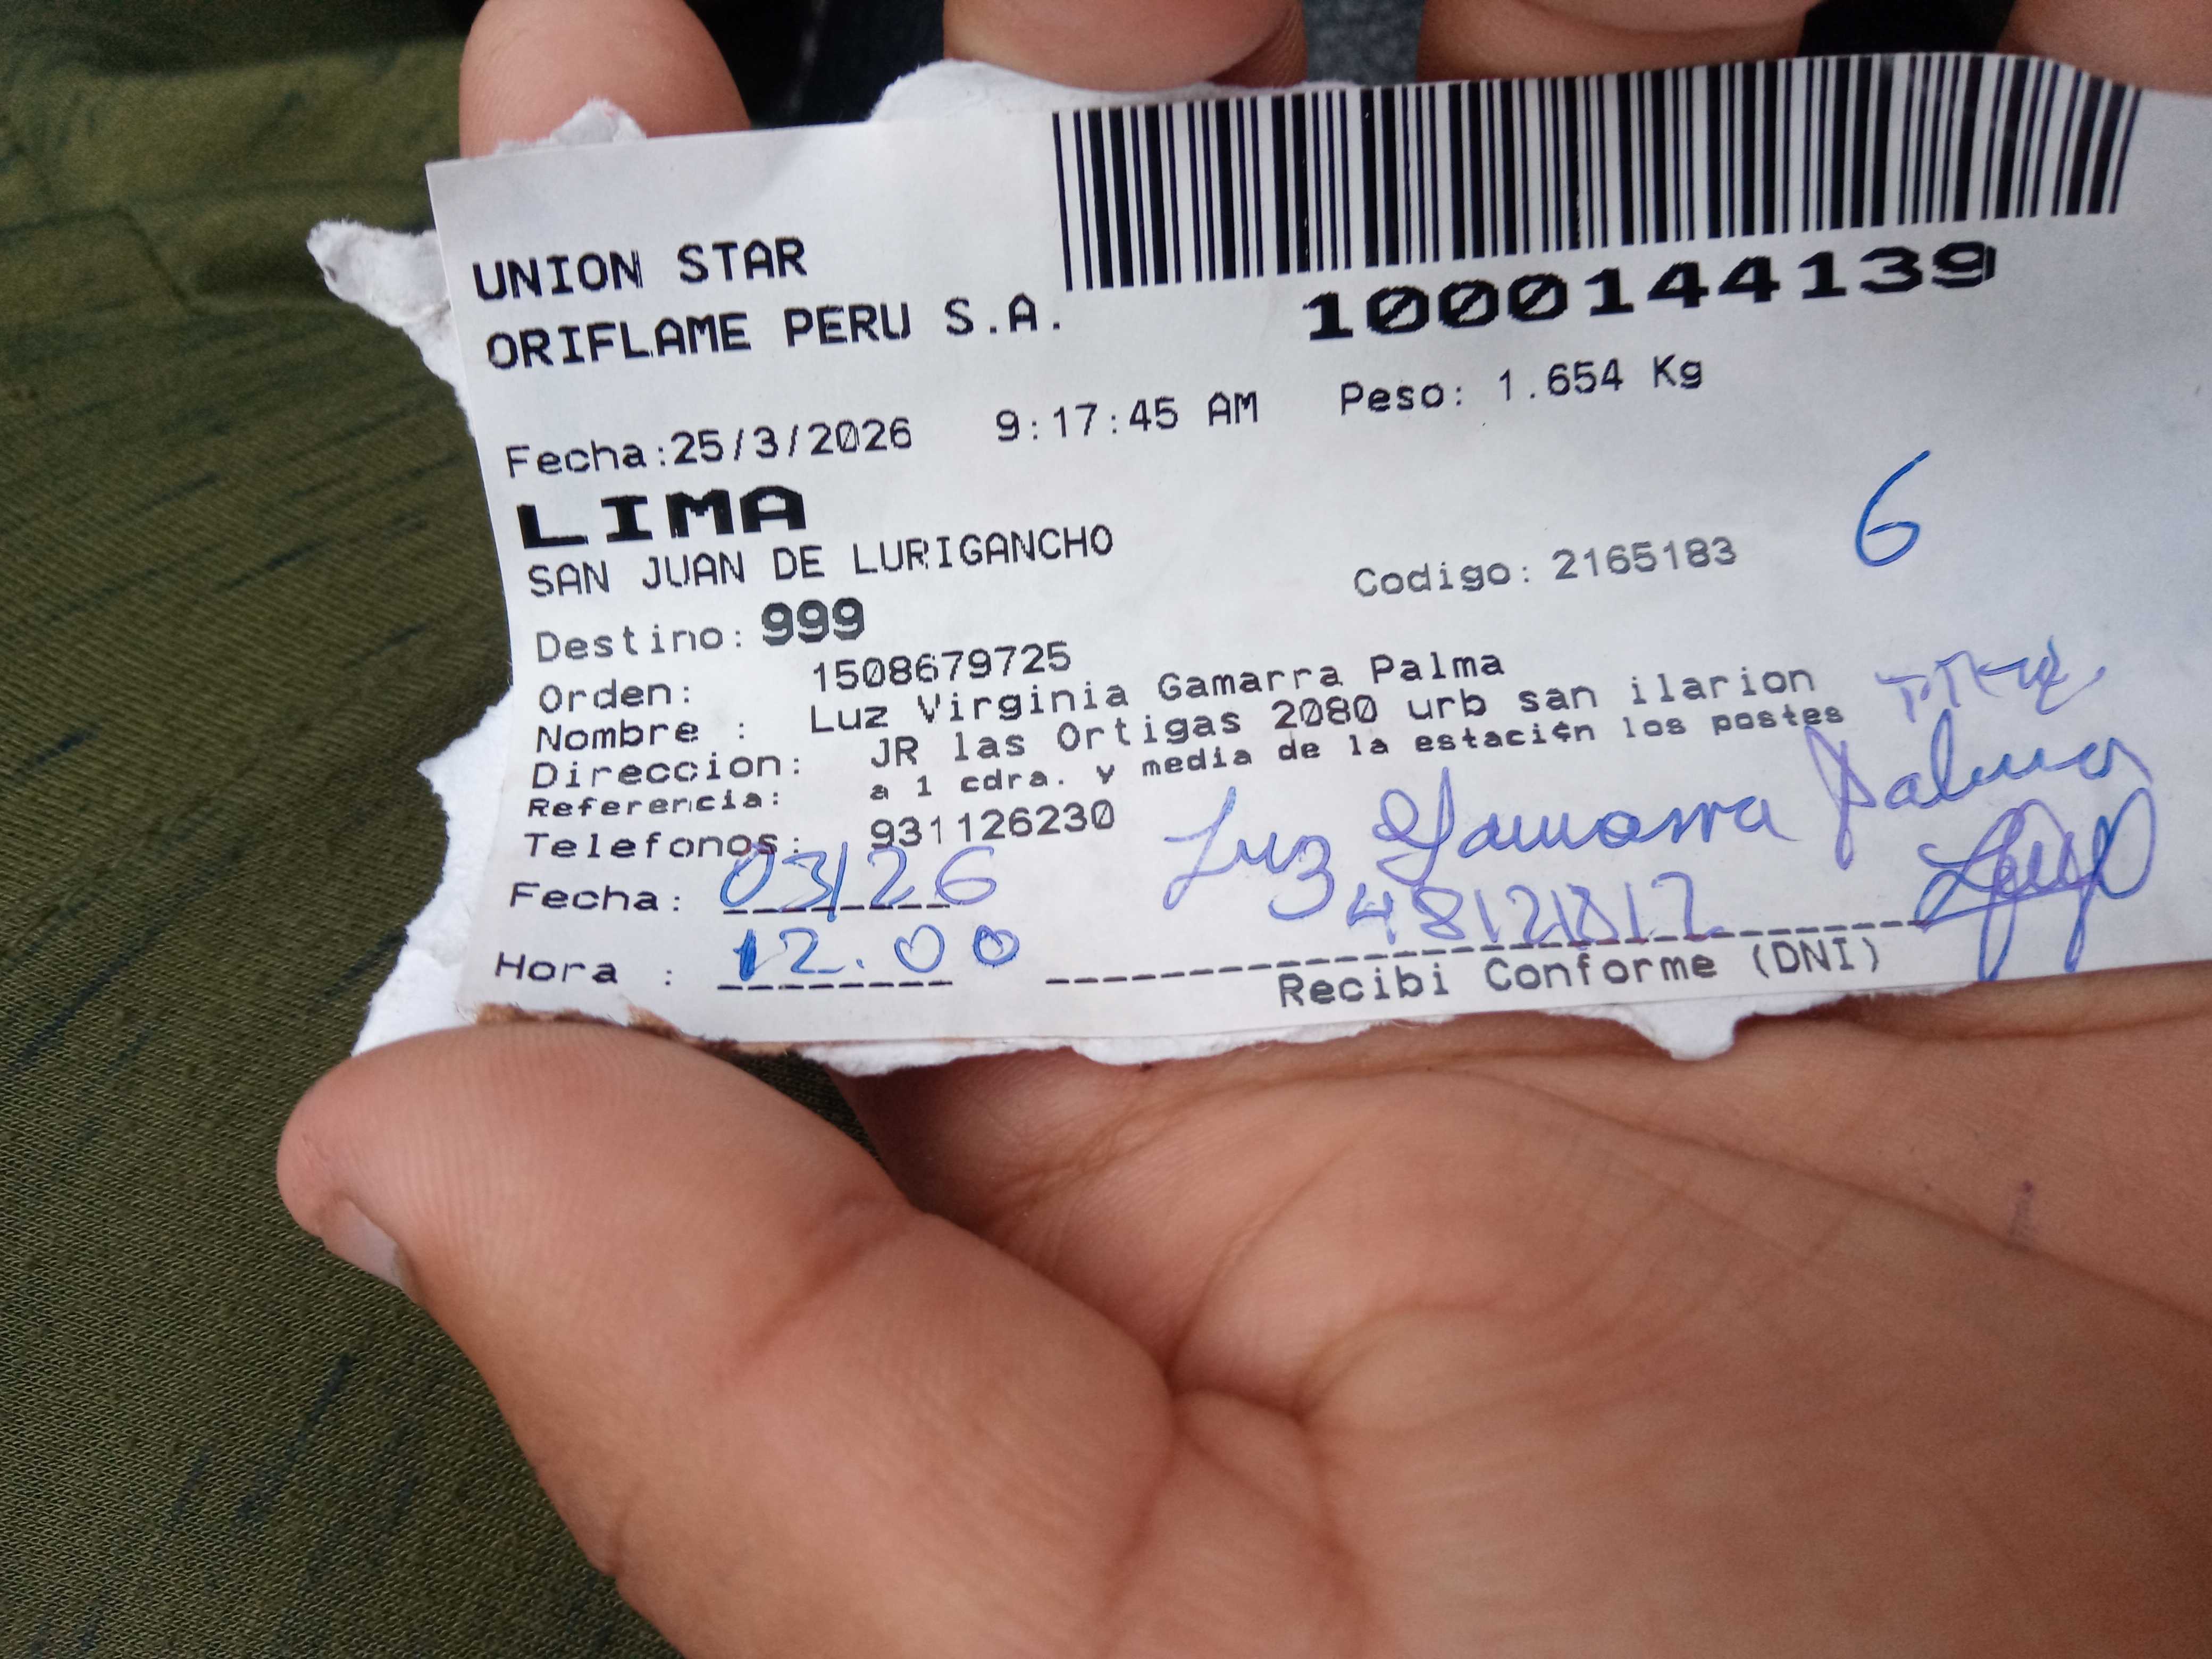 UNION STAR
ORIFLAME PERU S.A.
1000144139
Fecha:25/3/2026 9:17:45 AM Peso: 1.654 Kg
LIMA
SAN JUAN DE LURIGANCHO
6
Destino: 999 Codigo: 2165183
Orden: 1508679725
Nombre : Luz Virginia Gamarra Palma
Direccion: JR las Ortigas 2080 urb san ilarion
Referencia: a 1 cdra. y media de la estaci¢n los postes
Telefonos: 931126230
Luz Gamarra Palma
Fecha: 03/26
Hora : 12.00
Recibi Conforme (DNI)